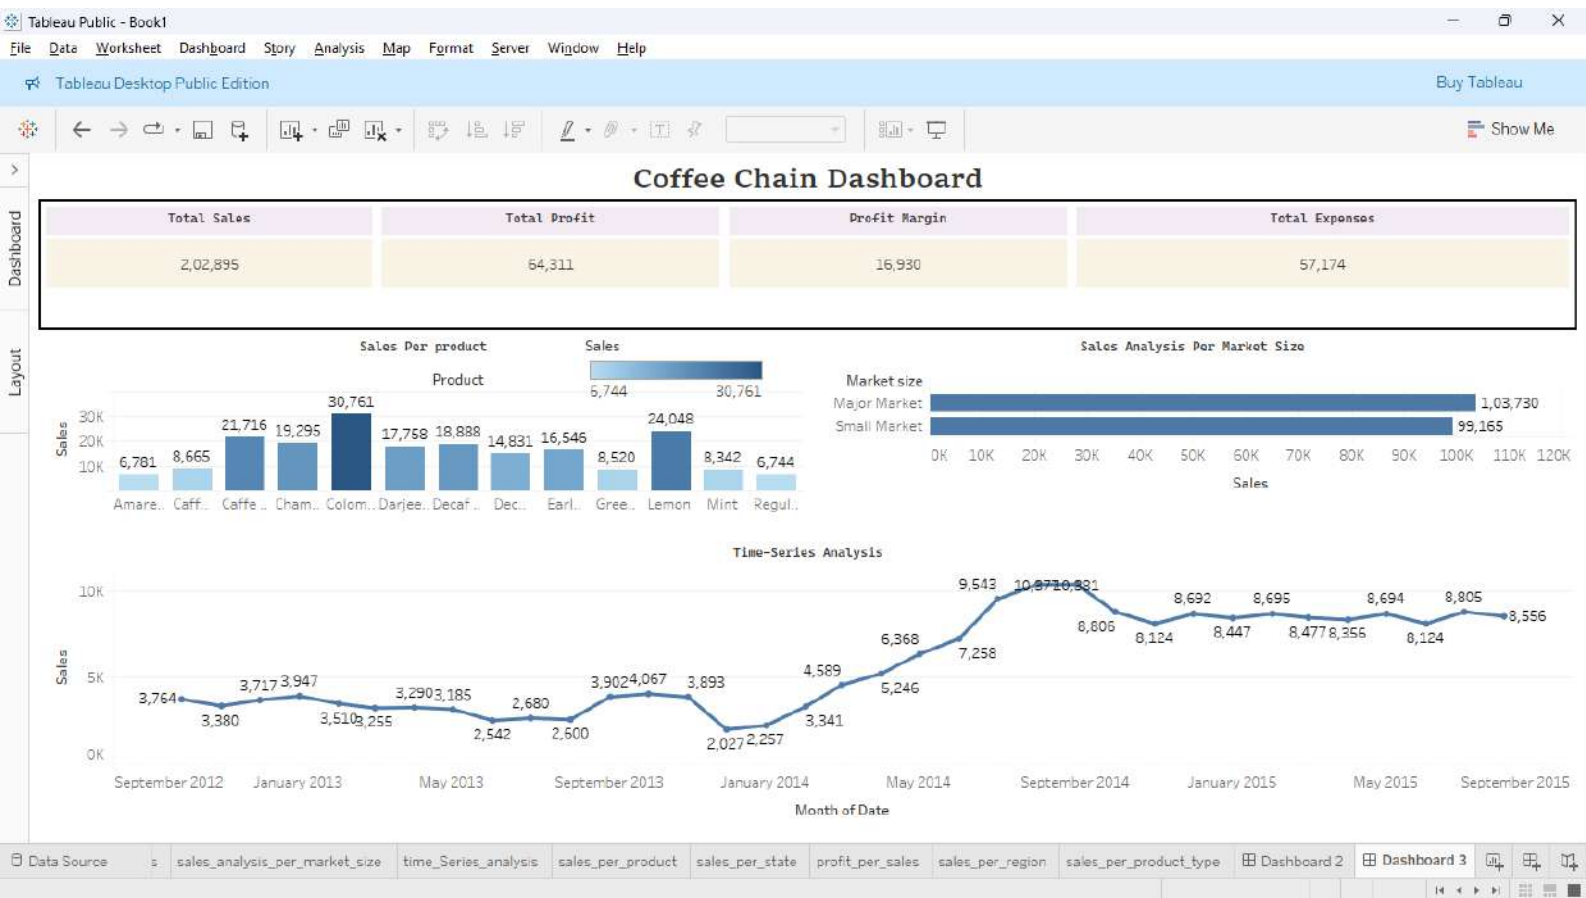 Tableau Public - Book1
File Data Worksheet Dashboard Story Analysis Map Format Server Window Help
Tableau Desktop Public Edition Buy Tableau
Show Me
Dashboard
Layout
Coffee Chain Dashboard
Total Sales Total Profit Profit Margin Total Expenses
2,02,895 64,311 16,930 57,174
Sales Per product
Sales
6,744 30,761
Product
Sales
30K
20K
10K
6,781 8,665 21,716 19,295 30,761 17,758 18,888 14,831 16,546 8,520 24,048 8,342 6,744
Amare.. Caff.. Caffe .. Cham.. Colom.. Darjee.. Decaf .. Dec.. Earl.. Gree.. Lemon Mint Regul..
Sales Analysis Per Market Size
Market size
Major Market 1,03,730
Small Market 99,165
0K 10K 20K 30K 40K 50K 60K 70K 80K 90K 100K 110K 120K
Sales
Time-Series Analysis
Sales
10K
5K
0K
3,764 3,380 3,717 3,947 3,510 3,255 3,290 3,185 2,542 2,680 2,600 3,902 4,067 3,893 2,027 2,257 3,341 4,589 5,246 6,368 7,258 9,543 10,381 8,806 8,124 8,692 8,447 8,695 8,477 8,355 8,694 8,124 8,805 8,556
September 2012 January 2013 May 2013 September 2013 January 2014 May 2014 September 2014 January 2015 May 2015 September 2015
Month of Date
Data Source s sales_analysis_per_market_size time_Series_analysis sales_per_product sales_per_state profit_per_sales sales_per_region sales_per_product_type Dashboard 2 Dashboard 3